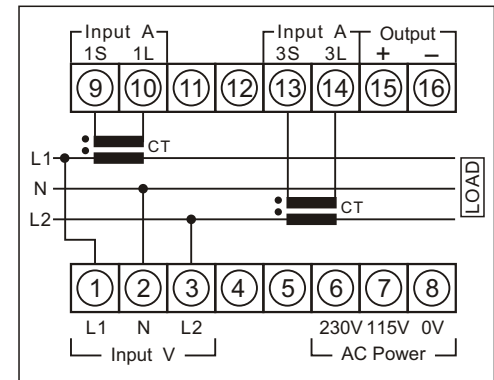 Input A Input A Output
1S 1L 3S 3L + –
9 10 11 12 13 14 15 16
CT
L1
N
LOAD
L2
CT
1 2 3 4 5 6 7 8
L1 N L2 230V 115V 0V
Input V AC Power